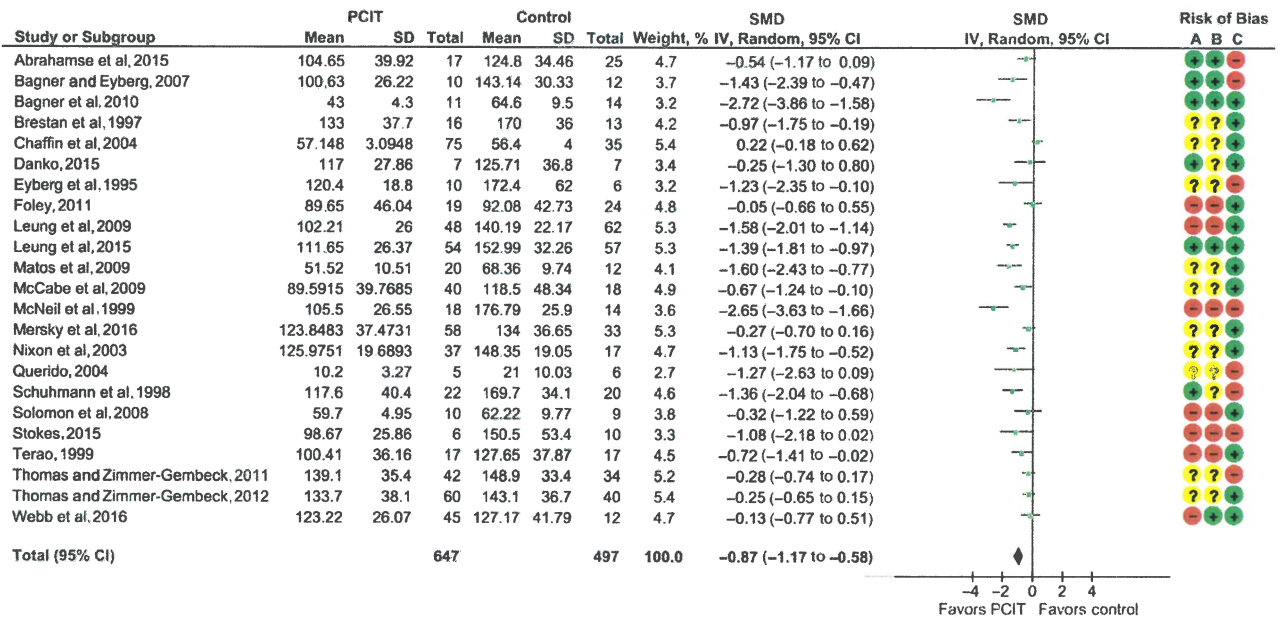 PCIT Control SMD SMD Risk of Bias
Study or Subgroup Mean SD Total Mean SD Total Weight, % IV, Random, 95% CI IV, Random, 95% CI A B C
Abrahamse et al, 2015 104.65 39.92 17 124.8 34.46 25 4.7 −0.54 (−1.17 to 0.09) + + −
Bagner and Eyberg, 2007 100,63 26.22 10 143.14 30.33 12 3.7 −1.43 (−2.39 to −0.47) + + −
Bagner et al, 2010 43 4.3 11 64.6 9.5 14 3.2 −2.72 (−3.86 to −1.58) + + +
Brestan et al, 1997 133 37.7 16 170 36 13 4.2 −0.97 (−1.75 to −0.19) ? ? +
Chaffin et al, 2004 57.148 3.0948 75 56.4 4 35 5.4 0.22 (−0.18 to 0.62) ? ? +
Danko, 2015 117 27.86 7 125.71 36.8 7 3.4 −0.25 (−1.30 to 0.80) + ? +
Eyberg et al, 1995 120.4 18.8 10 172.4 62 6 3.2 −1.23 (−2.35 to −0.10) ? ? −
Foley, 2011 89.65 46.04 19 92.08 42.73 24 4.8 −0.05 (−0.66 to 0.55) − − +
Leung et al, 2009 102.21 26 48 140.19 22.17 62 5.3 −1.58 (−2.01 to −1.14) − − +
Leung et al, 2015 111.65 26.37 54 152.99 32.26 57 5.3 −1.39 (−1.81 to −0.97) + + +
Matos et al, 2009 51.52 10.51 20 68.36 9.74 12 4.1 −1.60 (−2.43 to −0.77) ? ? +
McCabe et al, 2009 89.5915 39.7685 40 118.5 48.34 18 4.9 −0.67 (−1.24 to −0.10) ? ? +
McNeil et al, 1999 105.5 26.55 18 176.79 25.9 14 3.6 −2.65 (−3.63 to −1.66) − − −
Mersky et al, 2016 123.8483 37.4731 58 134 36.65 33 5.3 −0.27 (−0.70 to 0.16) ? ? +
Nixon et al, 2003 125.9751 19 6893 37 148.35 19.05 17 4.7 −1.13 (−1.75 to −0.52) ? ? +
Querido, 2004 10.2 3.27 5 21 10.03 6 2.7 −1.27 (−2.63 to 0.09) ? ? −
Schuhmann et al, 1998 117.6 40.4 22 169.7 34.1 20 4.6 −1.36 (−2.04 to −0.68) + ? −
Solomon et al, 2008 59.7 4.95 10 62.22 9.77 9 3.8 −0.32 (−1.22 to 0.59) − − +
Stokes, 2015 98.67 25.86 6 150.5 53.4 10 3.3 −1.08 (−2.18 to 0.02) − − −
Terao, 1999 100.41 36.16 17 127.65 37.87 17 4.5 −0.72 (−1.41 to −0.02) − − +
Thomas and Zimmer-Gembeck, 2011 139.1 35.4 42 148.9 33.4 34 5.2 −0.28 (−0.74 to 0.17) ? ? −
Thomas and Zimmer-Gembeck, 2012 133.7 38.1 60 143.1 36.7 40 5.4 −0.25 (−0.65 to 0.15) ? ? +
Webb et al, 2016 123.22 26.07 45 127.17 41.79 12 4.7 −0.13 (−0.77 to 0.51) − + +
Total (95% CI) 647 497 100.0 −0.87 (−1.17 to −0.58)
−4 −2 0 2 4
Favors PCIT Favors control